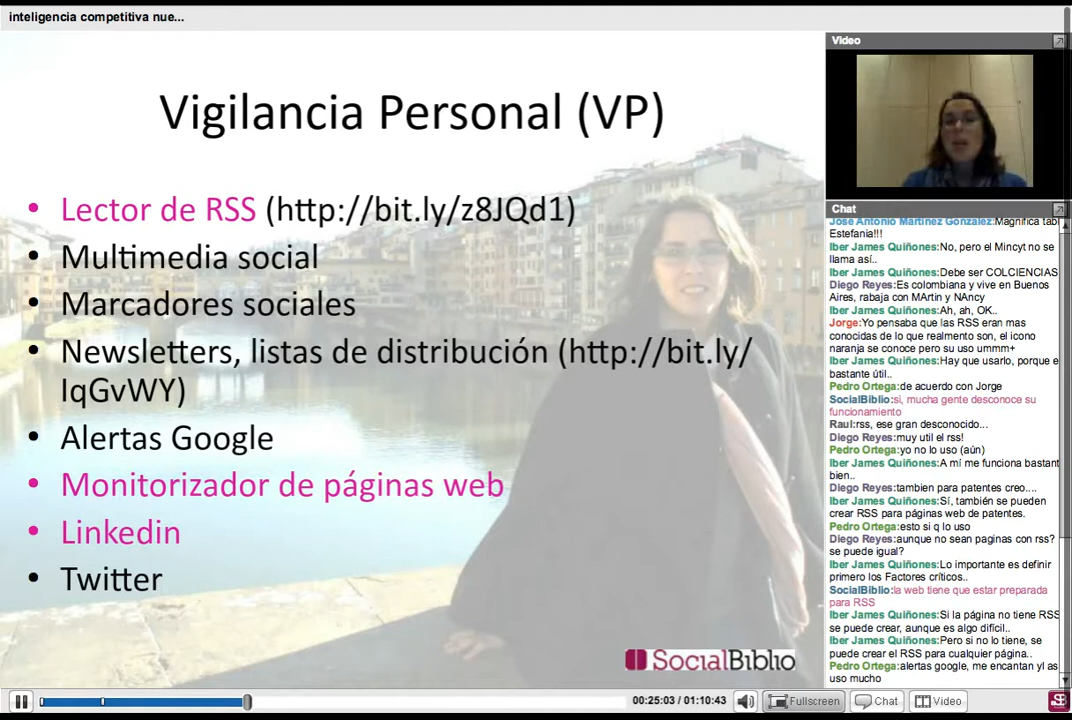 inteligencia competitiva nue...
Vigilancia Personal (VP)
• Lector de RSS (http://bit.ly/z8JQd1)
• Multimedia social
• Marcadores sociales
• Newsletters, listas de distribución (http://bit.ly/
IqGvWY)
• Alertas Google
• Monitorizador de páginas web
• Linkedin
• Twitter
SocialBiblio
Video
Chat
José Antonio Martínez González:Magnífica tabl
Estefania!!!
Iber James Quiñones:No, pero el Mincyt no se
llama así..
Iber James Quiñones:Debe ser COLCIENCIAS
Diego Reyes:Es colombiana y vive en Buenos
Aires, rabaja con MArtin y NAncy
Iber James Quiñones:Ah, ah, OK..
Jorge:Yo pensaba que las RSS eran mas
conocidas de lo que realmento son, el icono
naranja se conoce pero su uso ummm+
Iber James Quiñones:Hay que usarlo, porque e
bastante útil..
Pedro Ortega:de acuerdo con Jorge
SocialBiblio:si, mucha gente desconoce su
funcionamiento
Raul:rss, ese gran desconocido...
Diego Reyes:muy util el rss!
Pedro Ortega:yo no lo uso (aún)
Iber James Quiñones:A mí me funciona bastant
bien..
Diego Reyes:tambien para patentes creo....
Iber James Quiñones:Sí, también se pueden
crear RSS para páginas web de patentes.
Pedro Ortega:esto si q lo uso
Diego Reyes:aunque no sean paginas con rss?
se puede igual?
Iber James Quiñones:Lo importante es definir
primero los Factores críticos..
SocialBiblio:la web tiene que estar preparada
para RSS
Iber James Quiñones:Si la página no tiene RSS
se puede crear, aunque es algo difícil..
Iber James Quiñones:Pero si no lo tiene, se
puede crear el RSS para cualquier página..
Pedro Ortega:alertas google, me encantan yl as
uso mucho
00:25:03 / 01:10:43
Fullscreen
Chat
Video